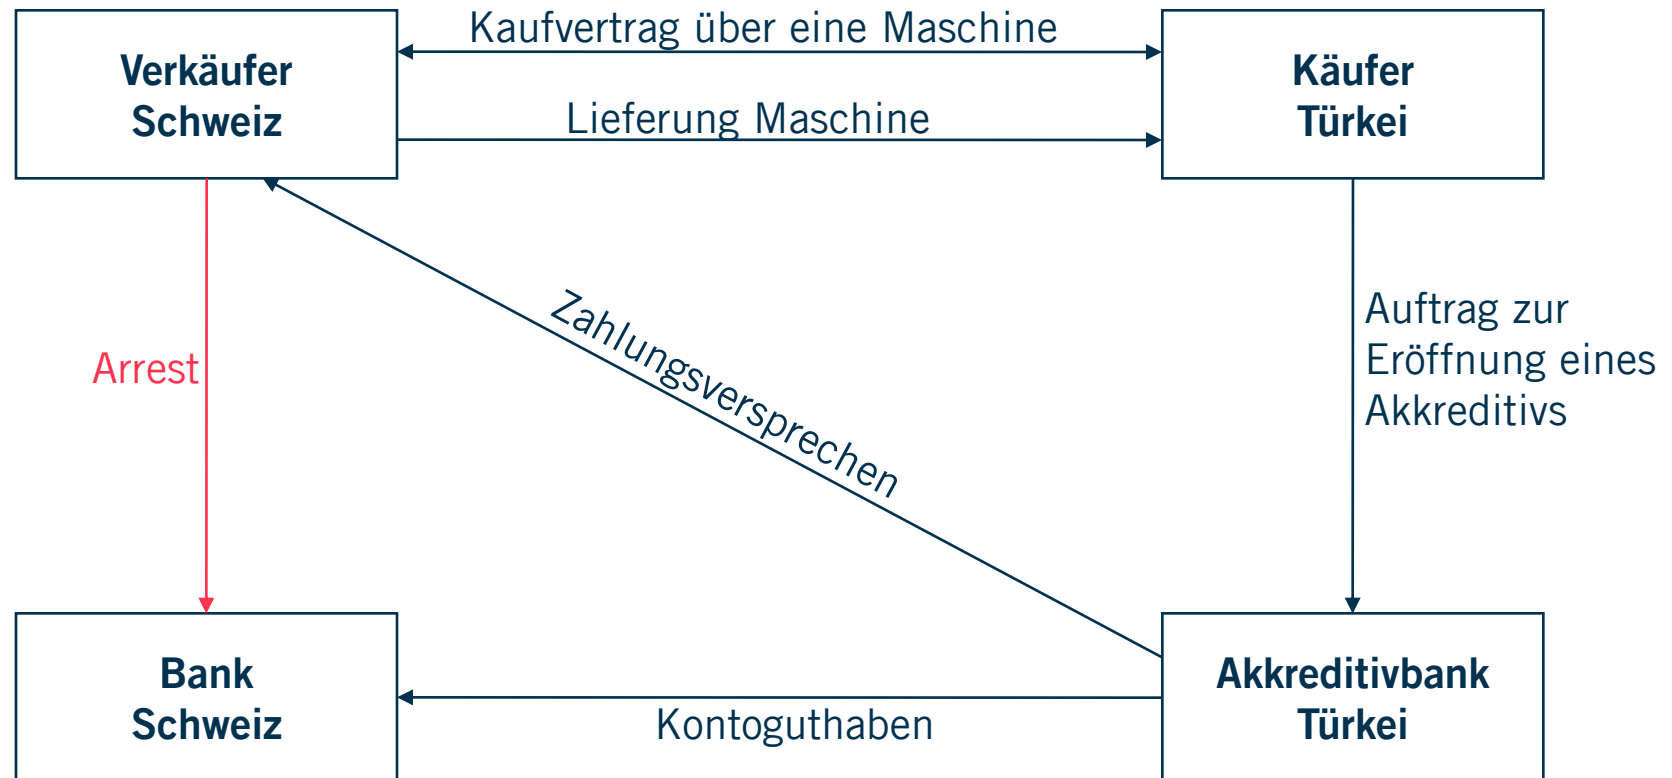 Kaufvertrag über eine Maschine
Verkäufer
Schweiz
Käufer
Türkei
Lieferung Maschine
Zahlungsversprechen
Auftrag zur
Eröffnung eines
Akkreditivs
Arrest
Bank
Schweiz
Akkreditivbank
Türkei
Kontoguthaben